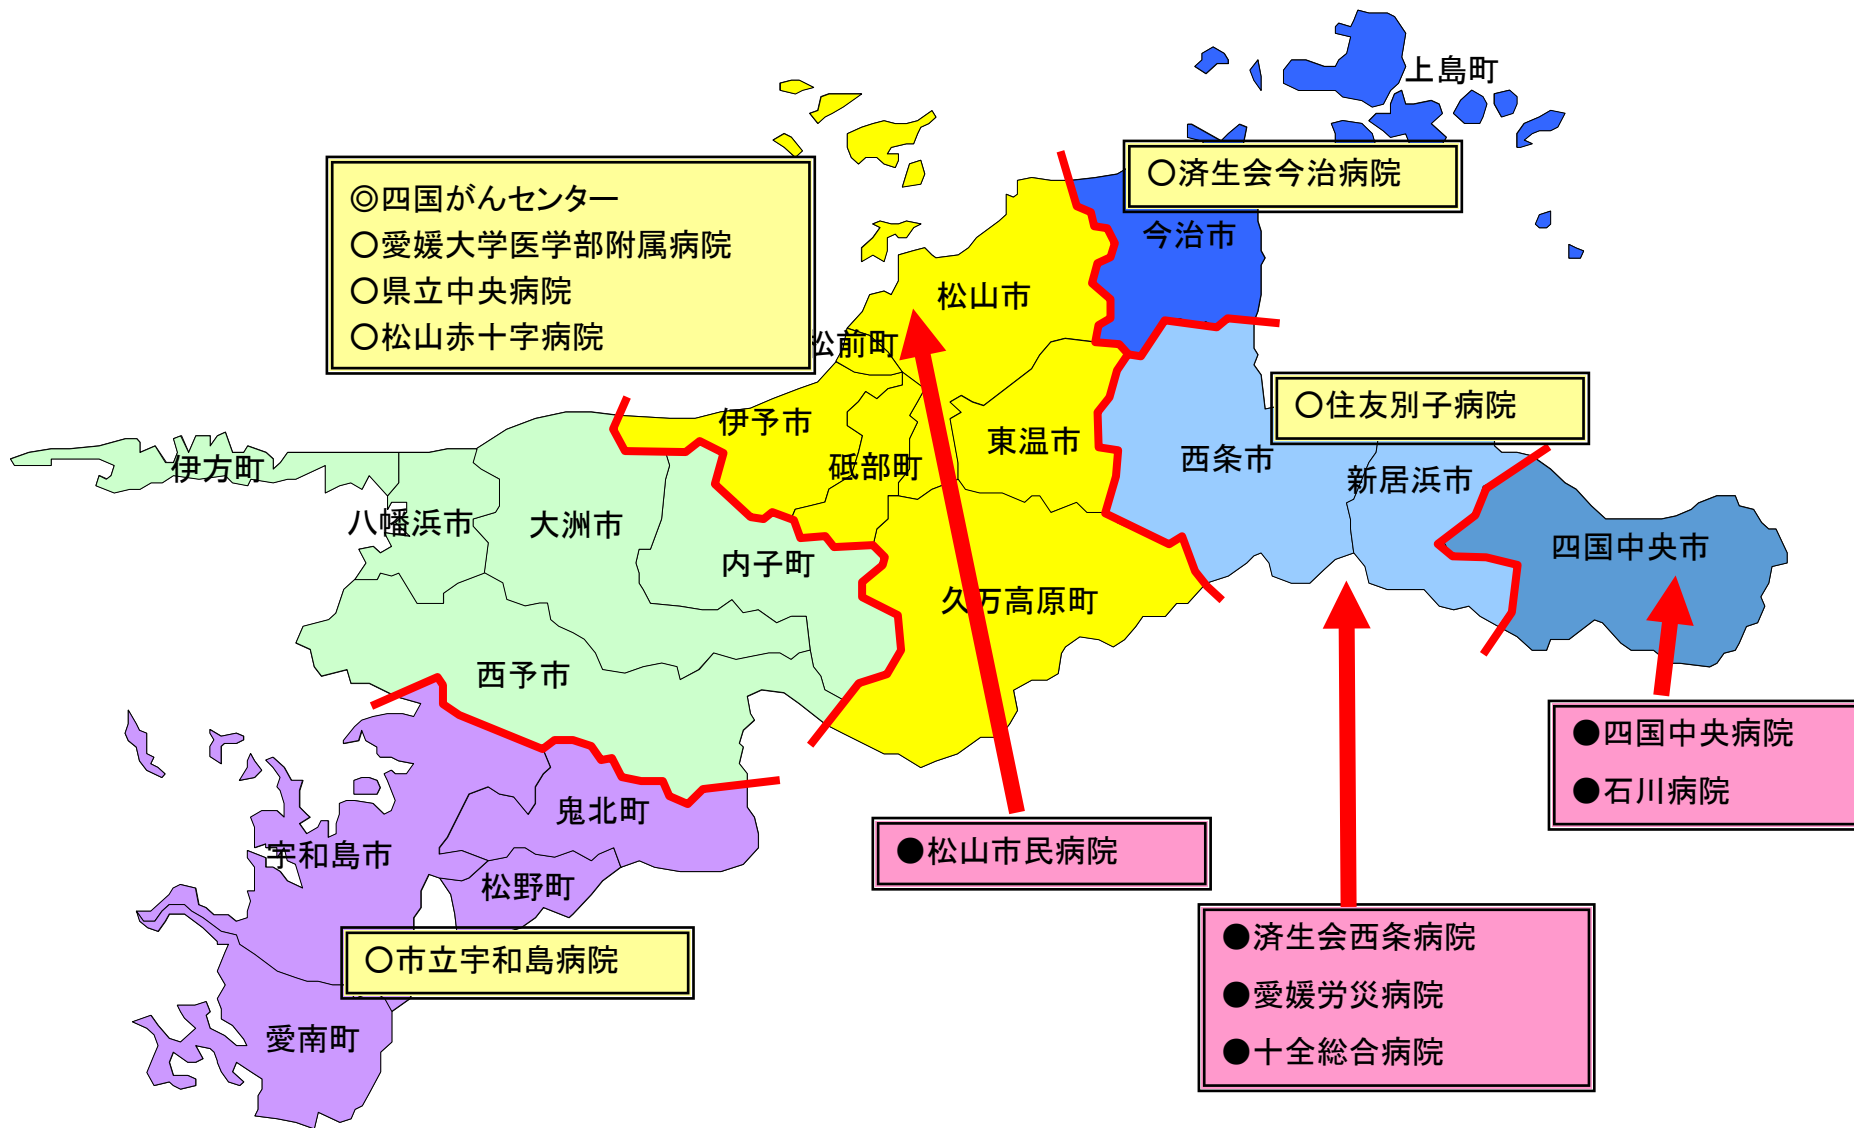 上島町
○済生会今治病院
◎四国がんセンター
○愛媛大学医学部附属病院
○県立中央病院
○松山赤十字病院
今治市
松山市
松前町
○住友別子病院
伊予市
東温市
西条市
砥部町
新居浜市
伊方町
八幡浜市
大洲市
内子町
四国中央市
久万高原町
西予市
●四国中央病院
●石川病院
鬼北町
●松山市民病院
宇和島市
松野町
●済生会西条病院
●愛媛労災病院
●十全総合病院
○市立宇和島病院
愛南町